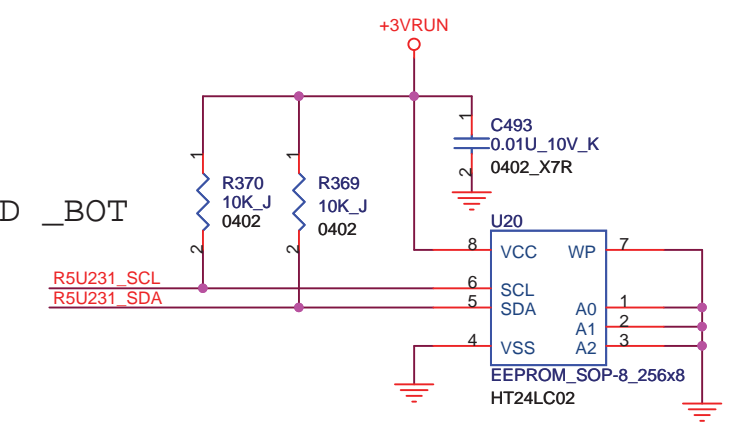 +3VRUN
1
C493
0.01U_10V_K
2
0402_X7R
1
R370
10K_J
0402
2
1
R369
10K_J
0402
2
D _BOT
U20
8
VCC
WP
7
R5U231_SCL
6
SCL
R5U231_SDA
5
SDA
A0
1
A1
2
4
VSS
A2
3
EEPROM_SOP-8_256x8
HT24LC02